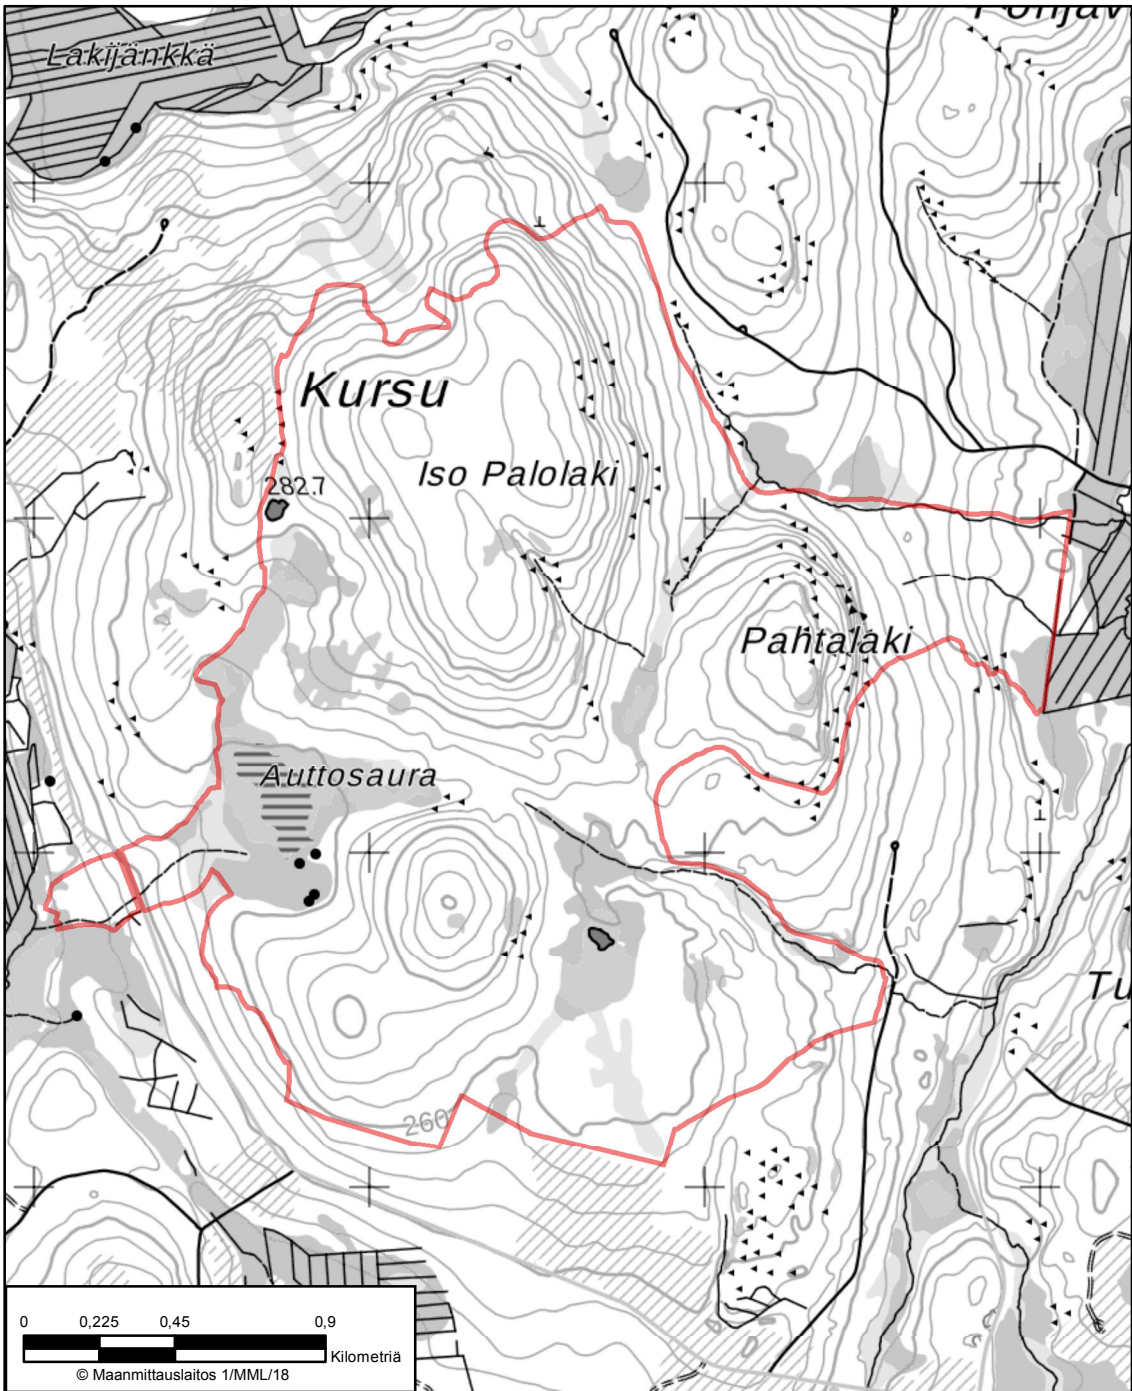 Lakijänkkä
Kursu
Iso Palolaki
282.7
Pahtalaki
Auttosaura
260
0 0,225 0,45 0,9
Kilometriä
© Maanmittauslaitos 1/MML/18